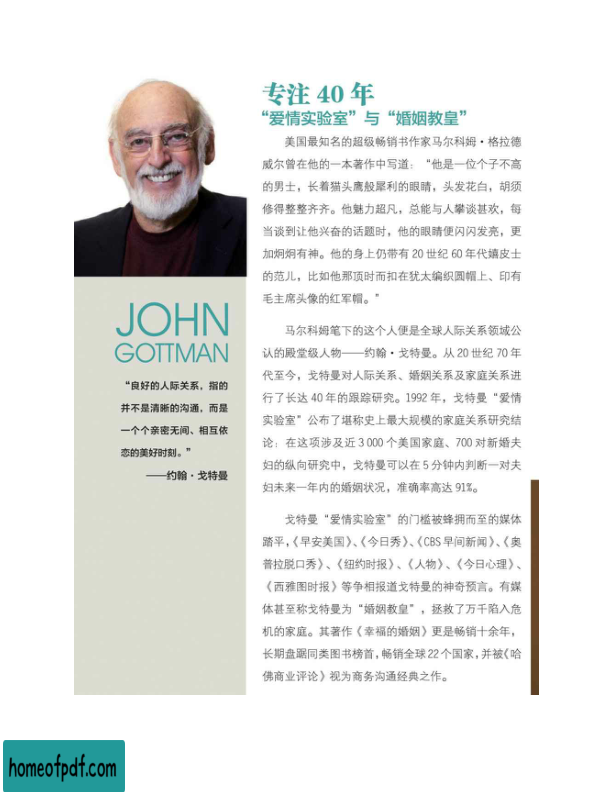 专注 40 年
“爱情实验室”与“婚姻教皇”
美国最知名的超级畅销书作家马尔科姆·格拉德
威尔曾在他的一本著作中写道：“他是一位个子不高
的男士，长着猫头鹰般犀利的眼睛，头发花白，胡须
修得整整齐齐。他魅力超凡，总能与人攀谈甚欢，每
当谈到让他兴奋的话题时，他的眼睛便闪闪发亮，更
加炯炯有神。他的身上仍带有 20 世纪 60 年代嬉皮士
的范儿，比如他那顶时而扣在犹太编织圆帽上、印有
毛主席头像的红军帽。”
马尔科姆笔下的这个人便是全球人际关系领域公
认的殿堂级人物——约翰·戈特曼。从 20 世纪 70 年
代至今，戈特曼对人际关系、婚姻关系及家庭关系进
行了长达 40 年的跟踪研究。1992 年，戈特曼“爱情
实验室”公布了堪称史上最大规模的家庭关系研究结
论：在这项涉及近 3 000 个美国家庭、700 对新婚夫
妇的纵向研究中，戈特曼可以在 5 分钟内判断一对夫
妇未来一年内的婚姻状况，准确率高达 91%。
戈特曼“爱情实验室”的门槛被蜂拥而至的媒体
踏平，《早安美国》、《今日秀》、《CBS 早间新闻》、《奥
普拉脱口秀》、《纽约时报》、《人物》、《今日心理》、
《西雅图时报》等争相报道戈特曼的神奇预言。有媒
体甚至称戈特曼为“婚姻教皇”，拯救了万千陷入危
机的家庭。其著作《幸福的婚姻》更是畅销十余年，
长期盘踞同类图书榜首，畅销全球 22 个国家，并被《哈
佛商业评论》视为商务沟通经典之作。
JOHN
GOTTMAN
“良好的人际关系，指的
并不是清晰的沟通，而是
一个个亲密无间、相互依
恋的美好时刻。”
——约翰·戈特曼
homeofpdf.com